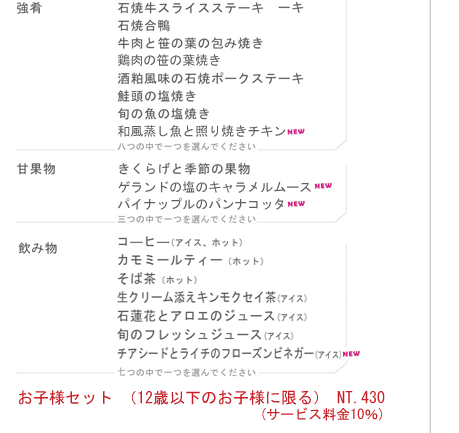 強肴 石焼牛スライスステーキ ーキ
石焼合鴨
牛肉と笹の葉の包み焼き
鶏肉の笹の葉焼き
酒粕風味の石焼ポークステーキ
鮭頭の塩焼き
旬の魚の塩焼き
和風蒸し魚と照り焼きチキン NEW
八つの中で一つを選んでください
甘果物 きくらげと季節の果物
ゲランドの塩のキャラメルムース NEW
パイナップルのパンナコッタ NEW
三つの中で一つを選んでください
飲み物 コーヒー(アイス、ホット)
カモミールティー (ホット)
そば茶 (ホット)
生クリーム添えキンモクセイ茶(アイス)
石蓮花とアロエのジュース(アイス)
旬のフレッシュジュース(アイス)
チアシードとライチのフローズンビネガー(アイス) NEW
七つの中で一つを選んでください
お子様セット (12歳以下のお子様に限る) NT.430
(サービス料金10%)